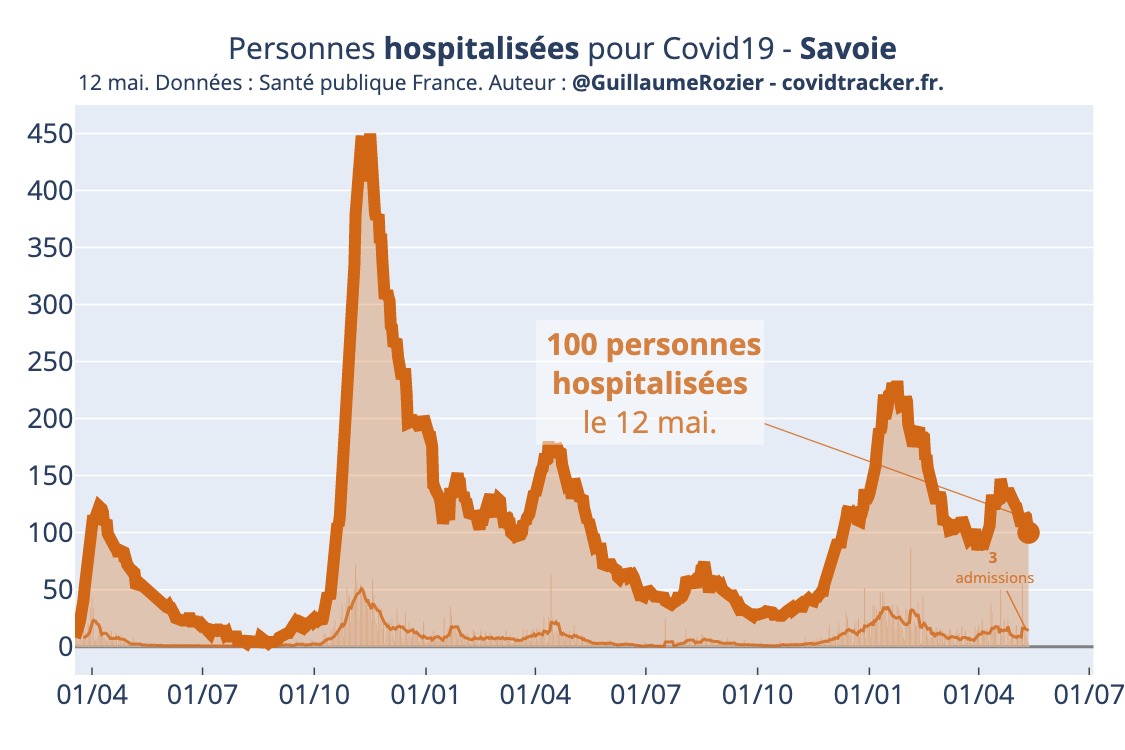 Personnes hospitalisées pour Covid19 - Savoie
12 mai. Données : Santé publique France. Auteur : @GuillaumeRozier - covidtracker.fr.
450
400
350
300
250
200
150
100
50
0
100 personnes
hospitalisées
le 12 mai.
3
admissions
01/04 01/07 01/10 01/01 01/04 01/07 01/10 01/01 01/04 01/07